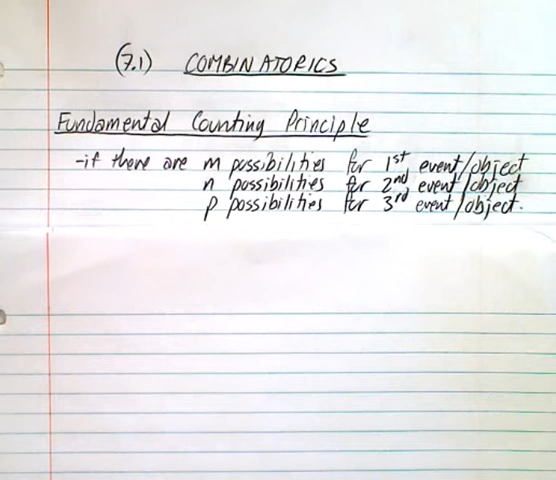 (7.1) COMBINATORICS
Fundamental Counting Principle
-if there are m possibilities for 1st event/object
n possibilities for 2nd event/object
p possibilities for 3rd event/object.